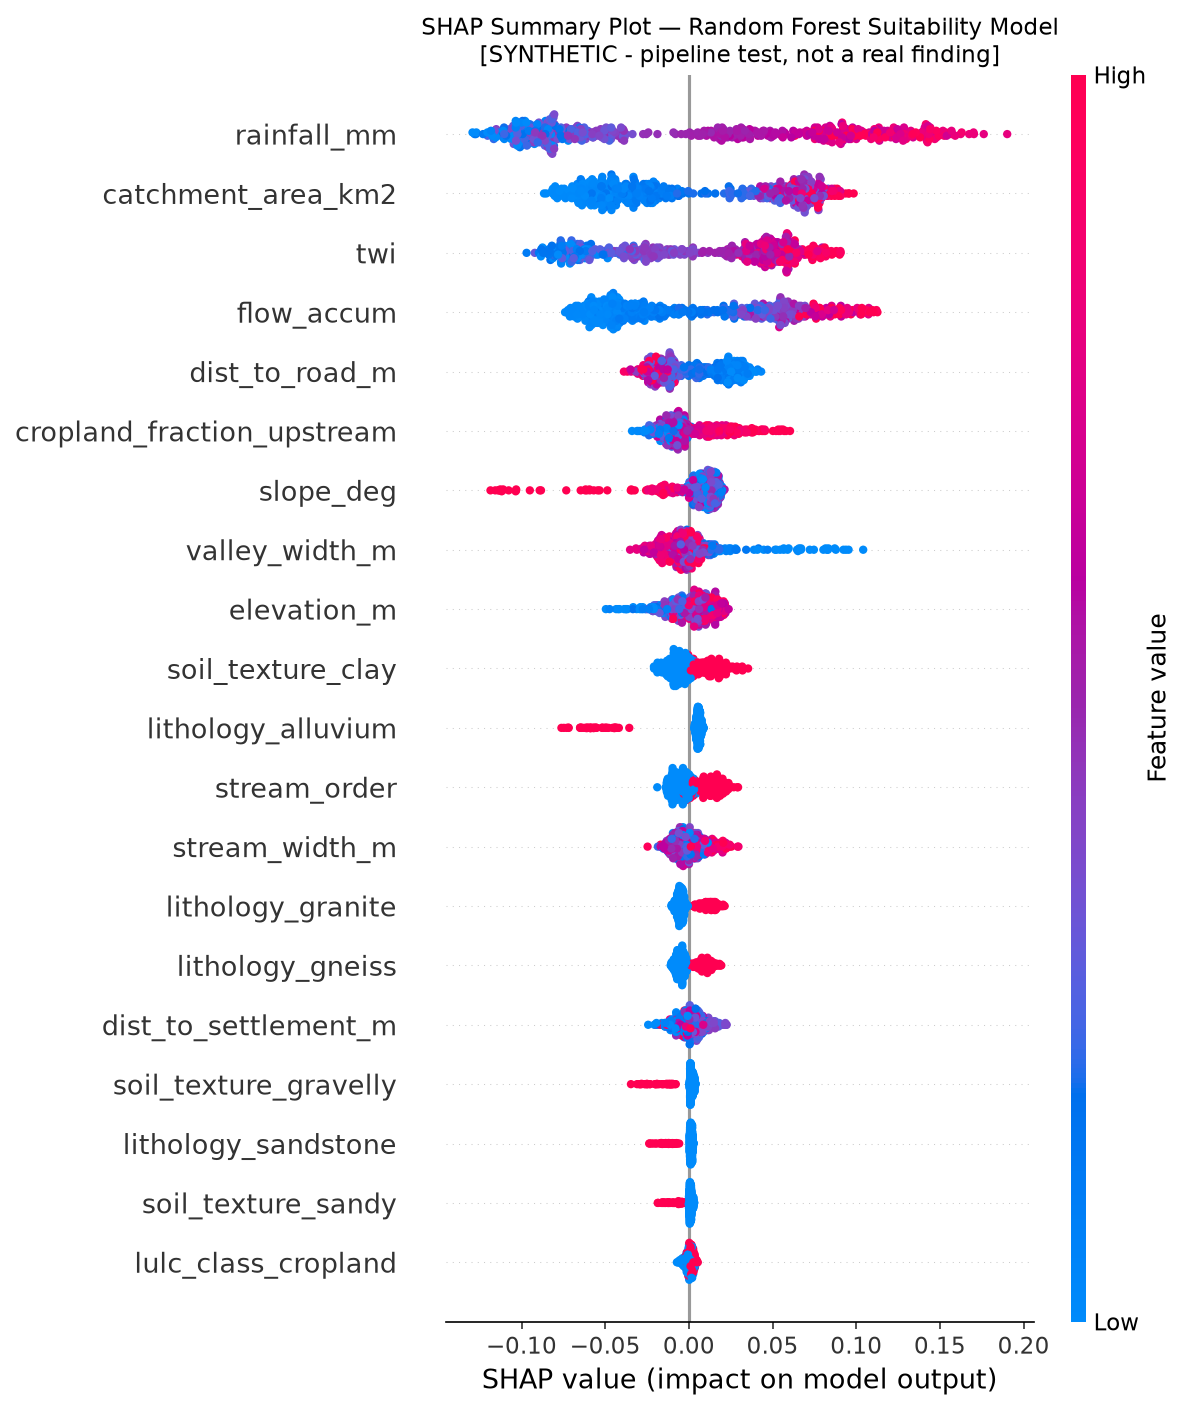 SHAP Summary Plot — Random Forest Suitability Model
[SYNTHETIC - pipeline test, not a real finding]
High
rainfall_mm
catchment_area_km2
twi
flow_accum
dist_to_road_m
cropland_fraction_upstream
slope_deg
valley_width_m
elevation_m
soil_texture_clay
lithology_alluvium
stream_order
stream_width_m
lithology_granite
lithology_gneiss
dist_to_settlement_m
soil_texture_gravelly
lithology_sandstone
soil_texture_sandy
lulc_class_cropland
Feature value
Low
−0.10 −0.05 0.00 0.05 0.10 0.15 0.20
SHAP value (impact on model output)